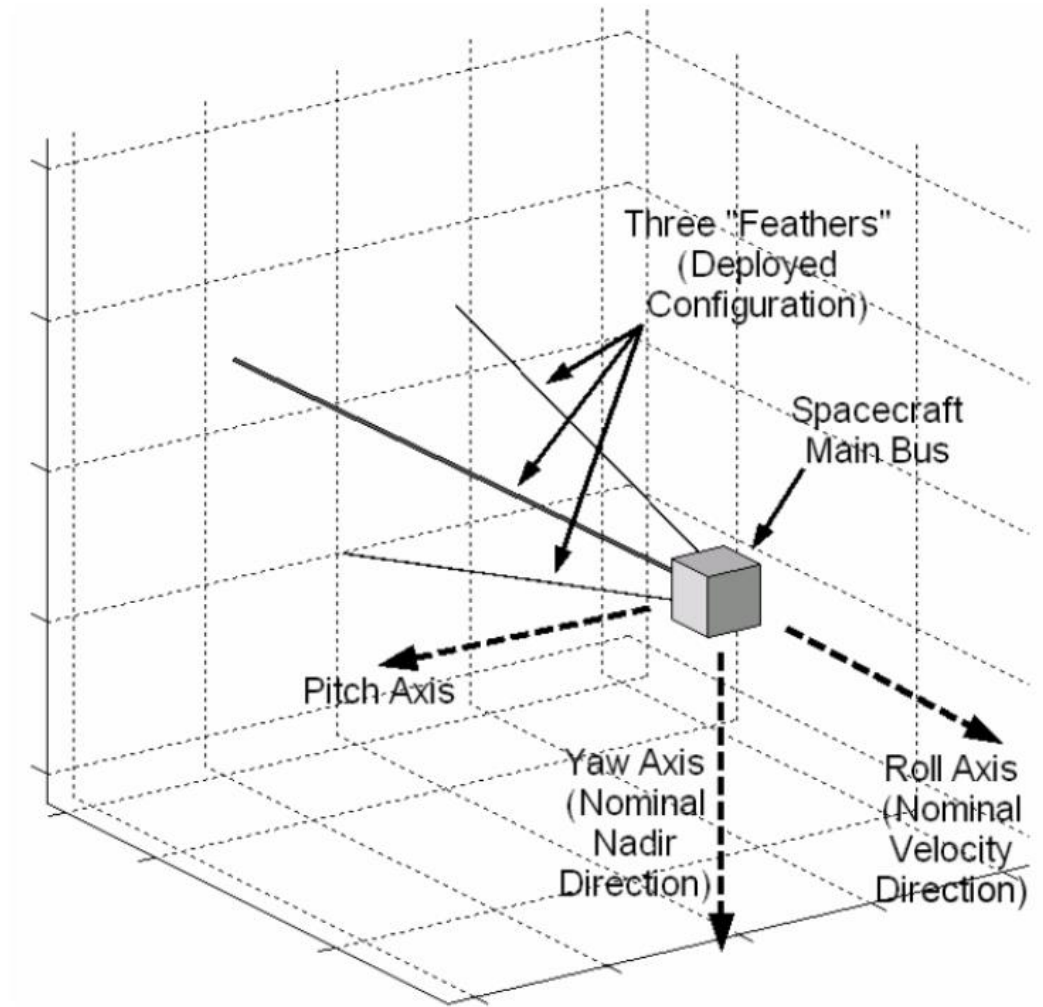 Three "Feathers"
(Deployed
Configuration)
Spacecraft
Main Bus
Pitch Axis
Yaw Axis
(Nominal
Nadir
Direction)
Roll Axis
(Nominal
Velocity
Direction)